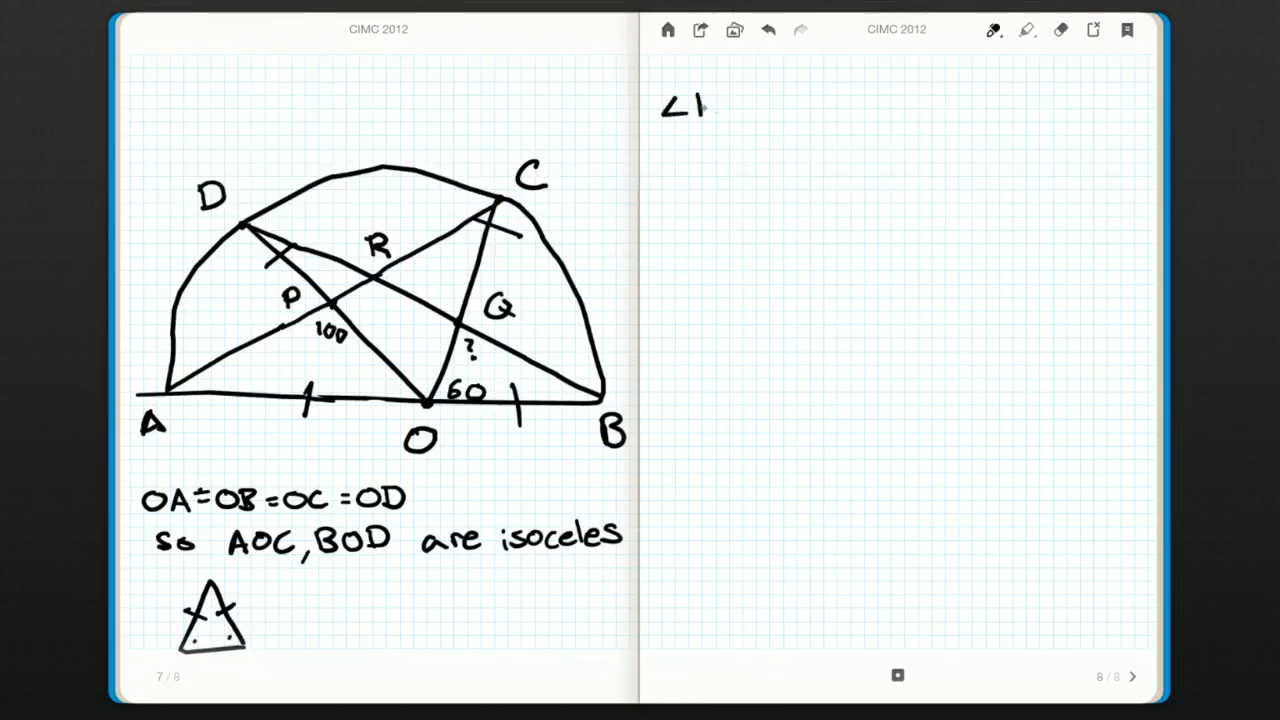 CIMC 2012
D
C
R
P
Q
100
?
60
A
O
B
OA=OB=OC=OD
so AOC, BOD are isoceles
7 / 8
CIMC 2012
8 / 8